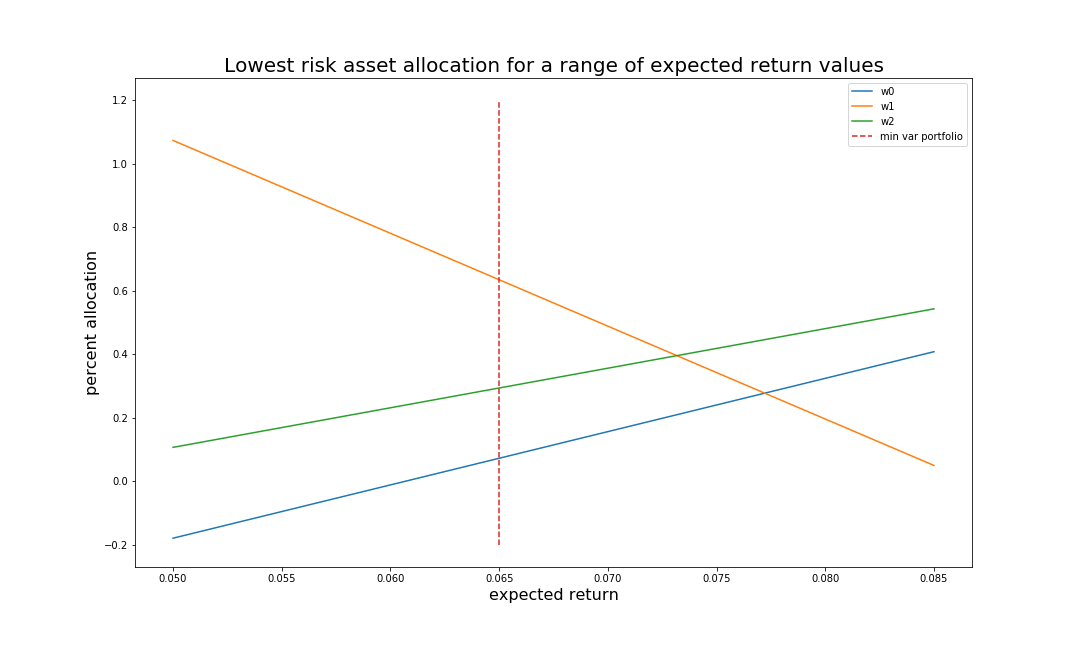 Lowest risk asset allocation for a range of expected return values
w0
w1
w2
min var portfolio
1.2
1.0
0.8
0.6
0.4
0.2
0.0
−0.2
percent allocation
0.050 0.055 0.060 0.065 0.070 0.075 0.080 0.085
expected return